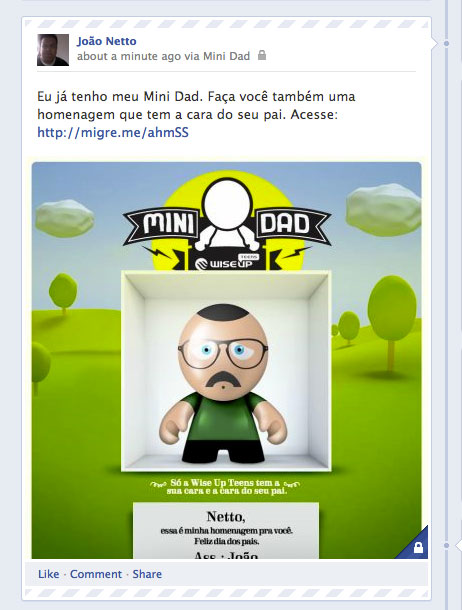 João Netto
about a minute ago via Mini Dad
Eu já tenho meu Mini Dad. Faça você também uma
homenagem que tem a cara do seu pai. Acesse:
http://migre.me/ahmSS
MINI DAD
TEENS
WISE UP
Só a Wise Up Teens tem a
sua cara e a cara do seu pai.
Netto,
essa é minha homenagem pra você.
Feliz dia dos pais.
Ass.: João
Like · Comment · Share